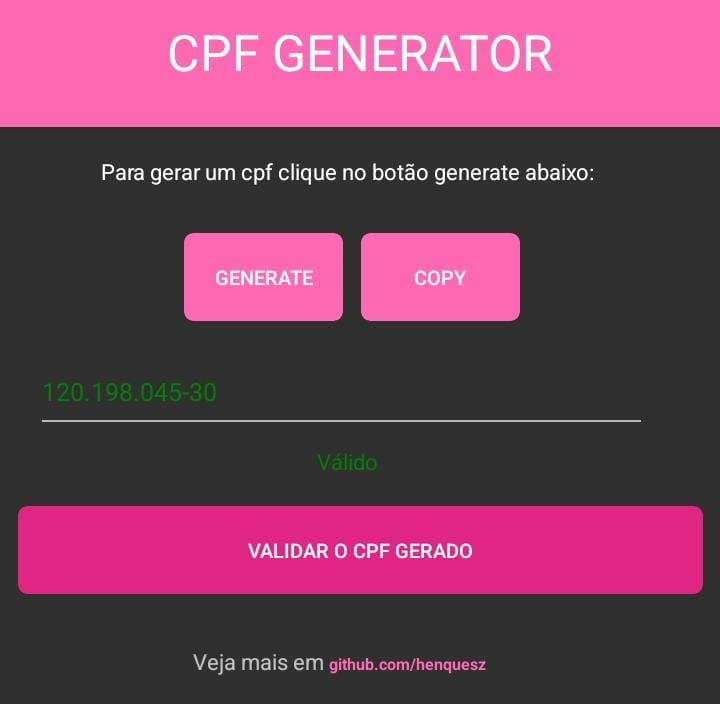 CPF GENERATOR
Para gerar um cpf clique no botão generate abaixo:
GENERATE COPY
120.198.045-30
Válido
VALIDAR O CPF GERADO
Veja mais em github.com/henquesz